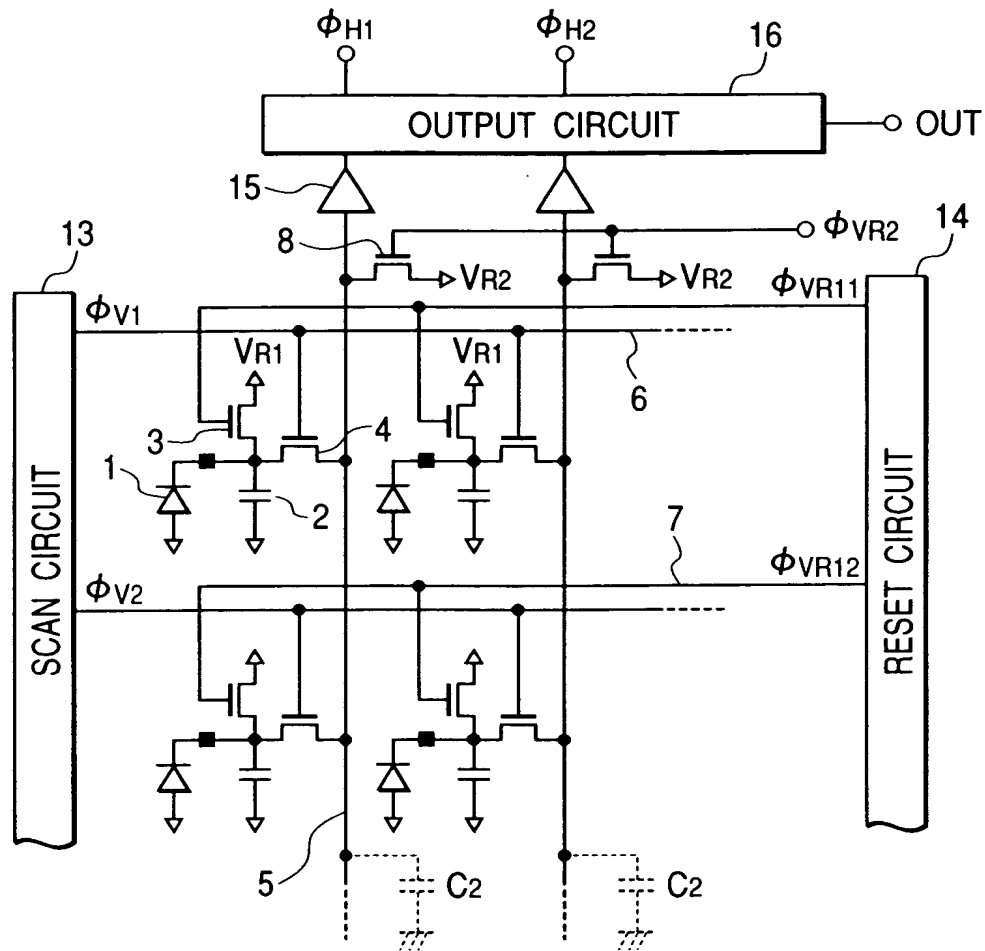 ΦH1
ΦH2
16
OUTPUT CIRCUIT
OUT
15
13
8
ΦVR2
14
VR2
VR2
ΦV1
ΦVR11
VR1
VR1
6
3
4
1
2
SCAN CIRCUIT
RESET CIRCUIT
7
ΦV2
ΦVR12
5
C2
C2